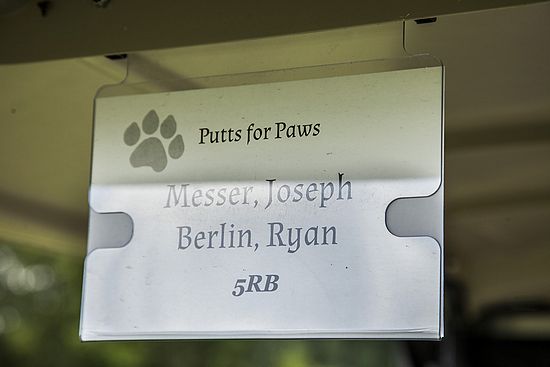 Putts for Paws
Messer, Joseph
Berlin, Ryan
5RB